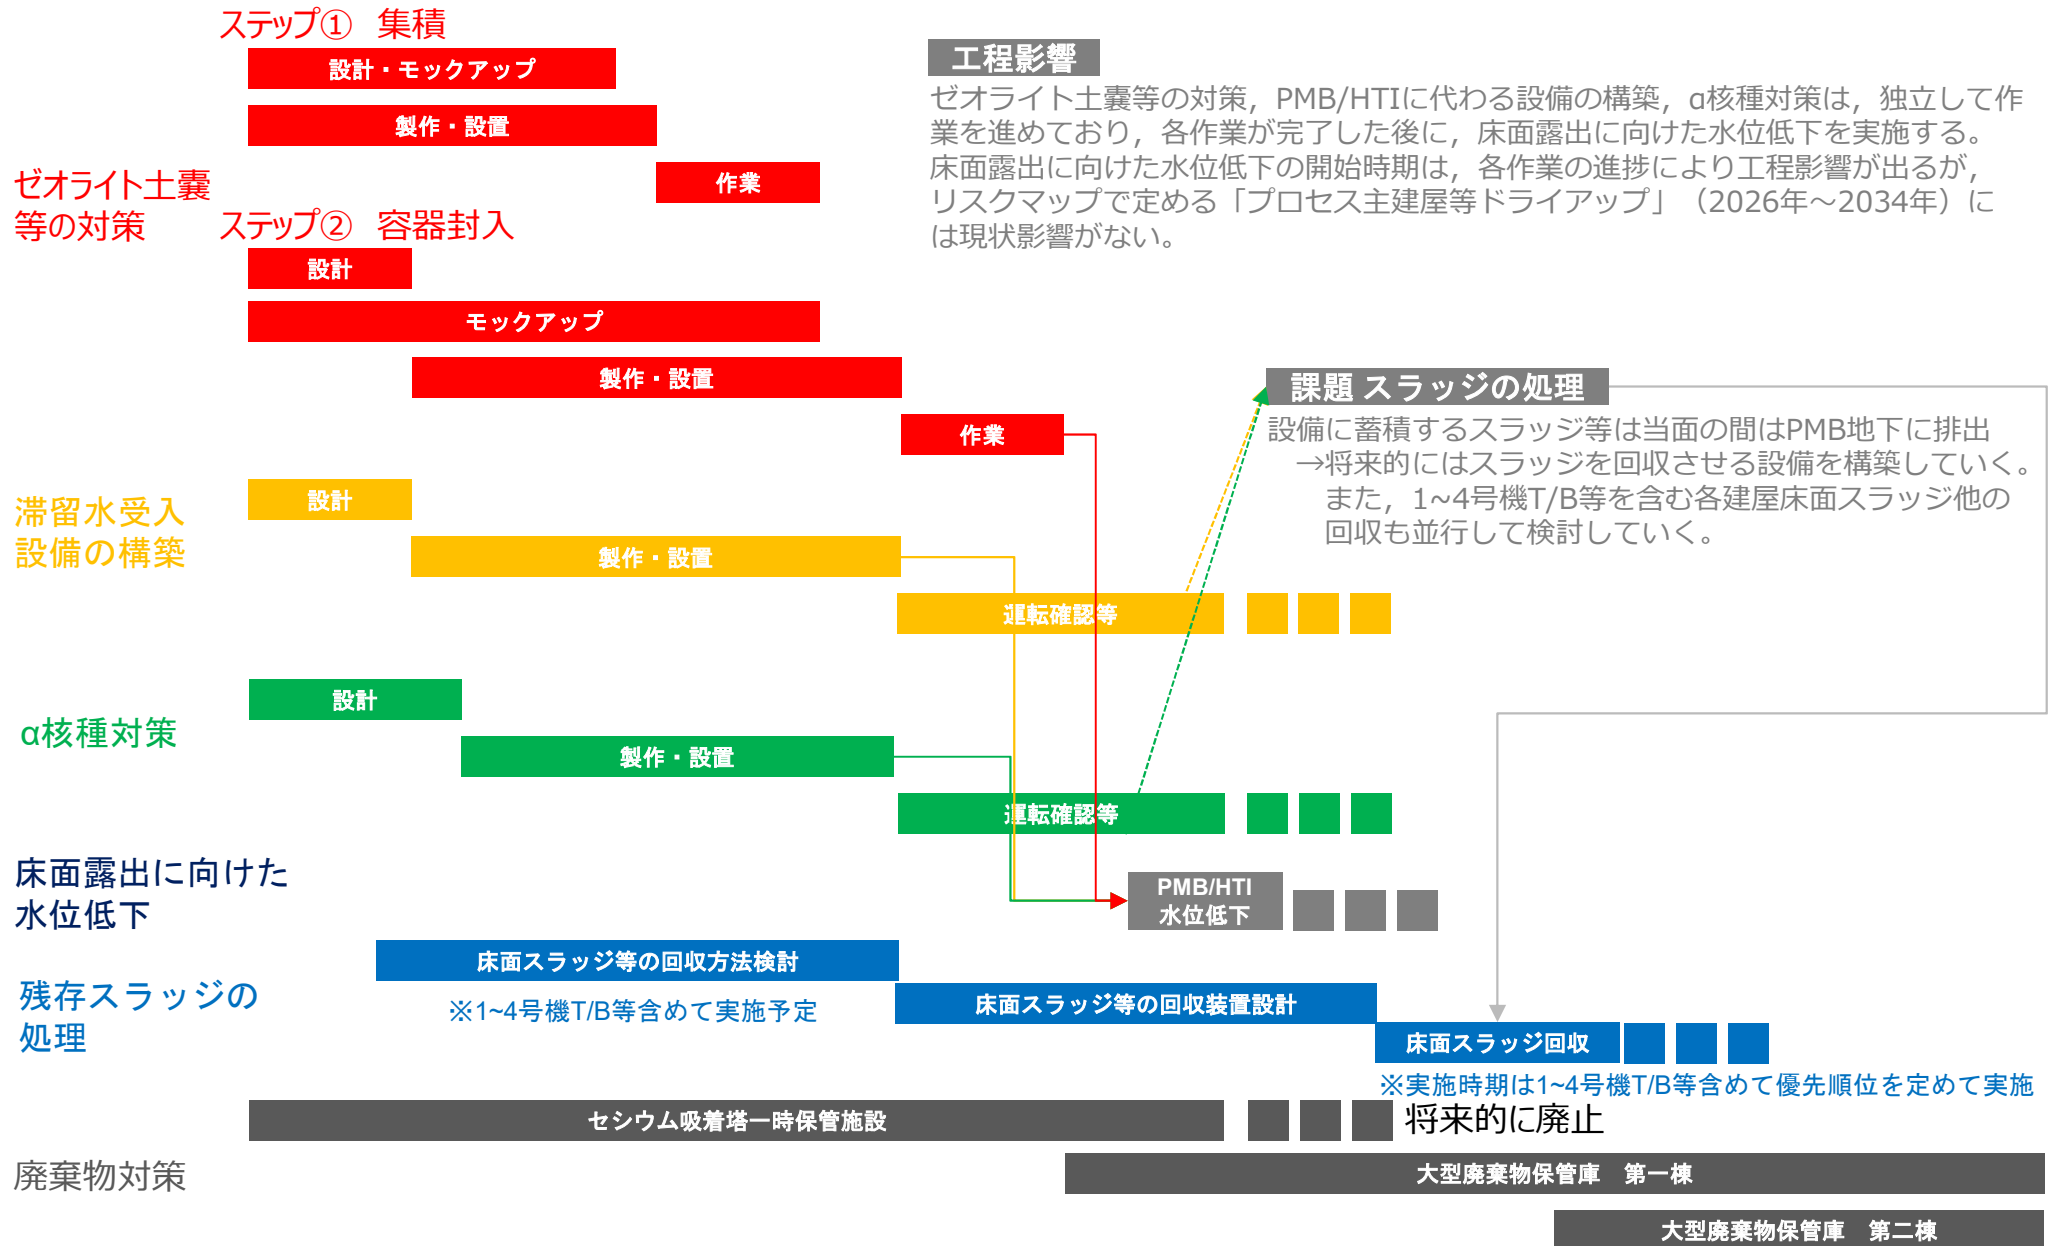 ステップ① 集積
設計・モックアップ
製作・設置
作業
ゼオライト土嚢
等の対策
ステップ② 容器封入
設計
モックアップ
製作・設置
作業
工程影響
ゼオライト土嚢等の対策，PMB/HTIに代わる設備の構築，α核種対策は，独立して作
業を進めており，各作業が完了した後に，床面露出に向けた水位低下を実施する。
床面露出に向けた水位低下の開始時期は，各作業の進捗により工程影響が出るが，
リスクマップで定める「プロセス主建屋等ドライアップ」（2026年～2034年）に
は現状影響がない。
課題 スラッジの処理
設備に蓄積するスラッジ等は当面の間はPMB地下に排出
→将来的にはスラッジを回収させる設備を構築していく。
また，1~4号機T/B等を含む各建屋床面スラッジ他の
回収も並行して検討していく。
滞留水受入
設備の構築
設計
製作・設置
運転確認等
α核種対策
設計
製作・設置
運転確認等
床面露出に向けた
水位低下
PMB/HTI
水位低下
残存スラッジの
処理
床面スラッジ等の回収方法検討
※1~4号機T/B等含めて実施予定
床面スラッジ等の回収装置設計
床面スラッジ回収
※実施時期は1~4号機T/B等含めて優先順位を定めて実施
廃棄物対策
セシウム吸着塔一時保管施設
将来的に廃止
大型廃棄物保管庫 第一棟
大型廃棄物保管庫 第二棟